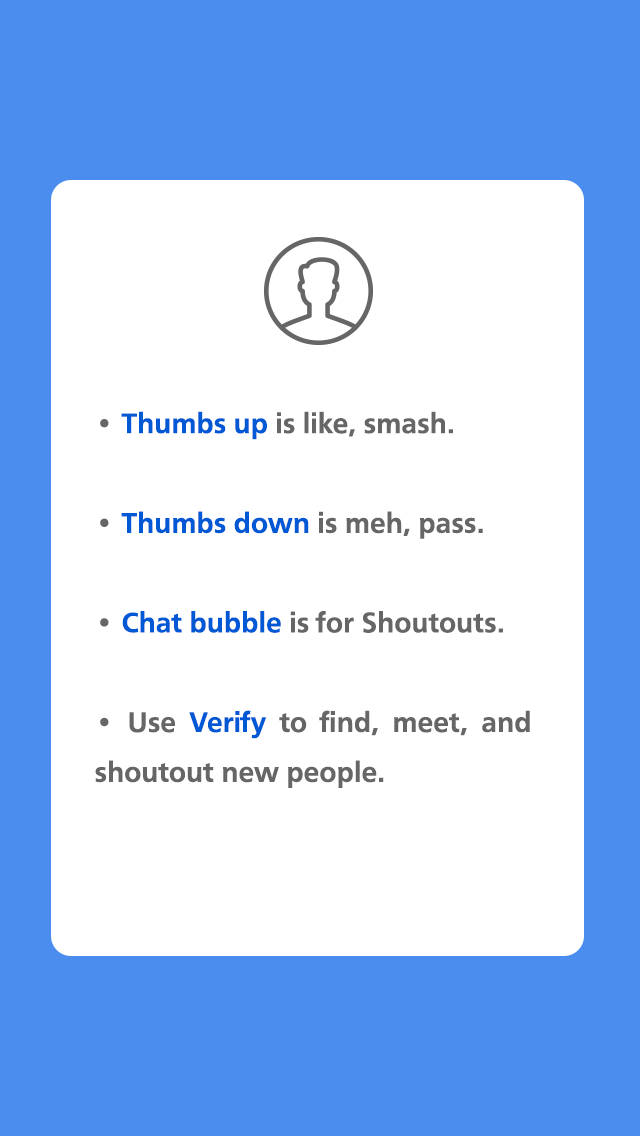 • Thumbs up is like, smash.
• Thumbs down is meh, pass.
• Chat bubble is for Shoutouts.
• Use Verify to find, meet, and
shoutout new people.